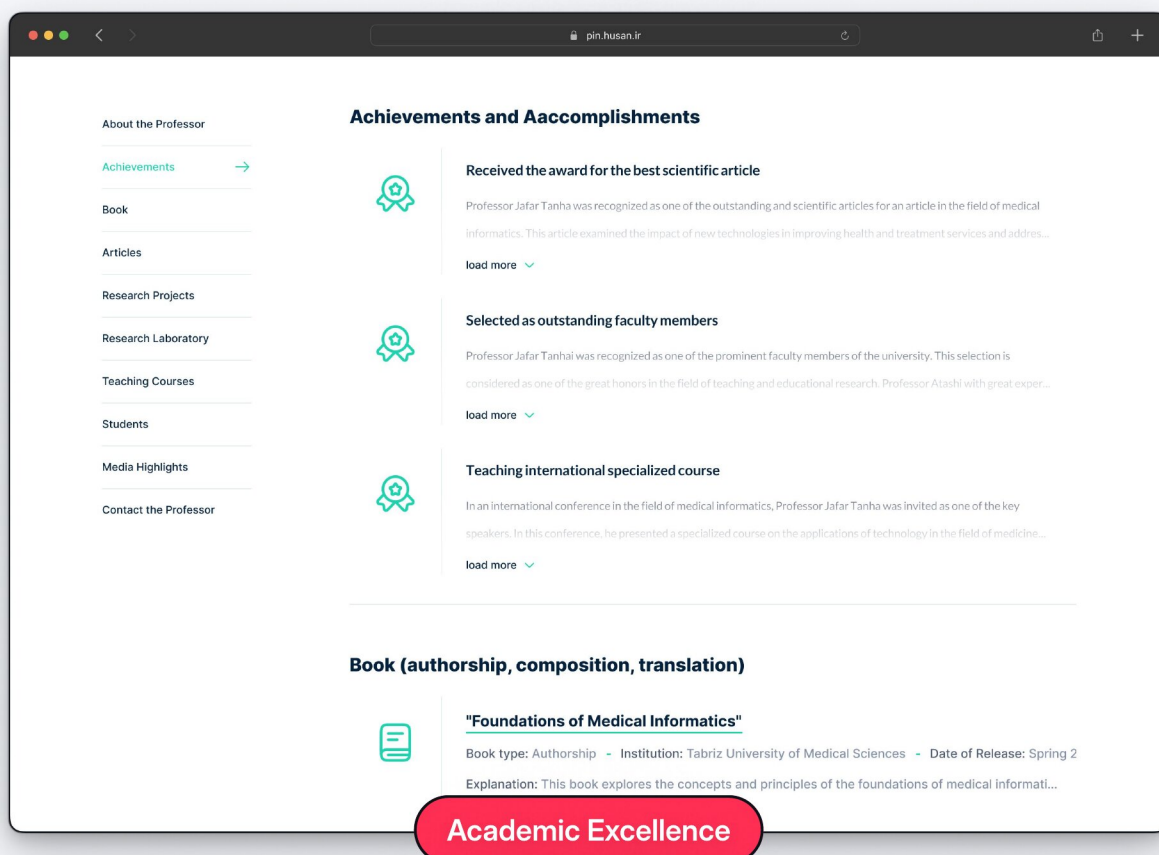 pin.husan.ir
About the Professor
Achievements
Book
Articles
Research Projects
Research Laboratory
Teaching Courses
Students
Media Highlights
Contact the Professor
Achievements and Aaccomplishments
Received the award for the best scientific article
Professor Jafar Tanha was recognized as one of the outstanding and scientific articles for an article in the field of medical
informatics. This article examined the impact of new technologies in improving health and treatment services and addres...
load more
Selected as outstanding faculty members
Professor Jafar Tanhai was recognized as one of the prominent faculty members of the university. This selection is
considered as one of the great honors in the field of teaching and educational research. Professor Atashi with great exper...
load more
Teaching international specialized course
In an international conference in the field of medical informatics, Professor Jafar Tanha was invited as one of the key
speakers. In this conference, he presented a specialized course on the applications of technology in the field of medicine...
load more
Book (authorship, composition, translation)
"Foundations of Medical Informatics"
Book type: Authorship - Institution: Tabriz University of Medical Sciences - Date of Release: Spring 2
Explanation: This book explores the concepts and principles of the foundations of medical informati...
Academic Excellence